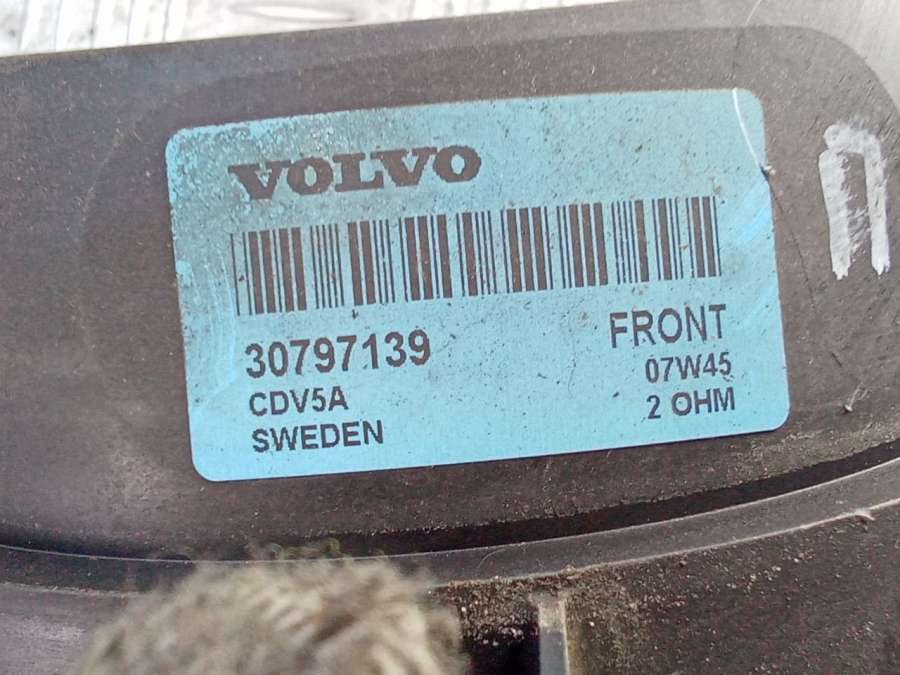 VOLVO
30797139
CDV5A
SWEDEN
FRONT
07W45
2 OHM
П